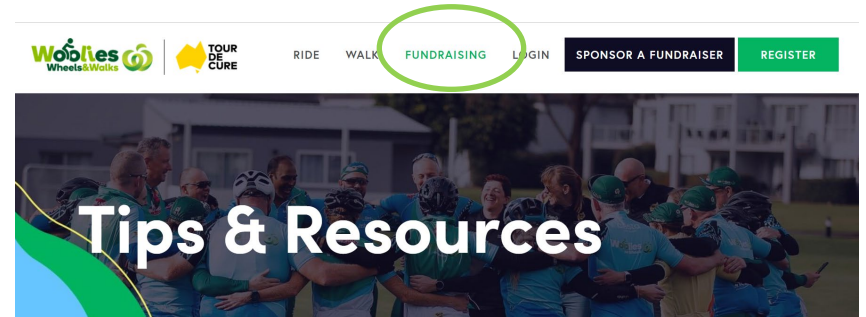 Woolies
Wheels&Walks
TOUR
DE
CURE
RIDE
WALK
FUNDRAISING
LOGIN
SPONSOR A FUNDRAISER
REGISTER
Tips & Resources